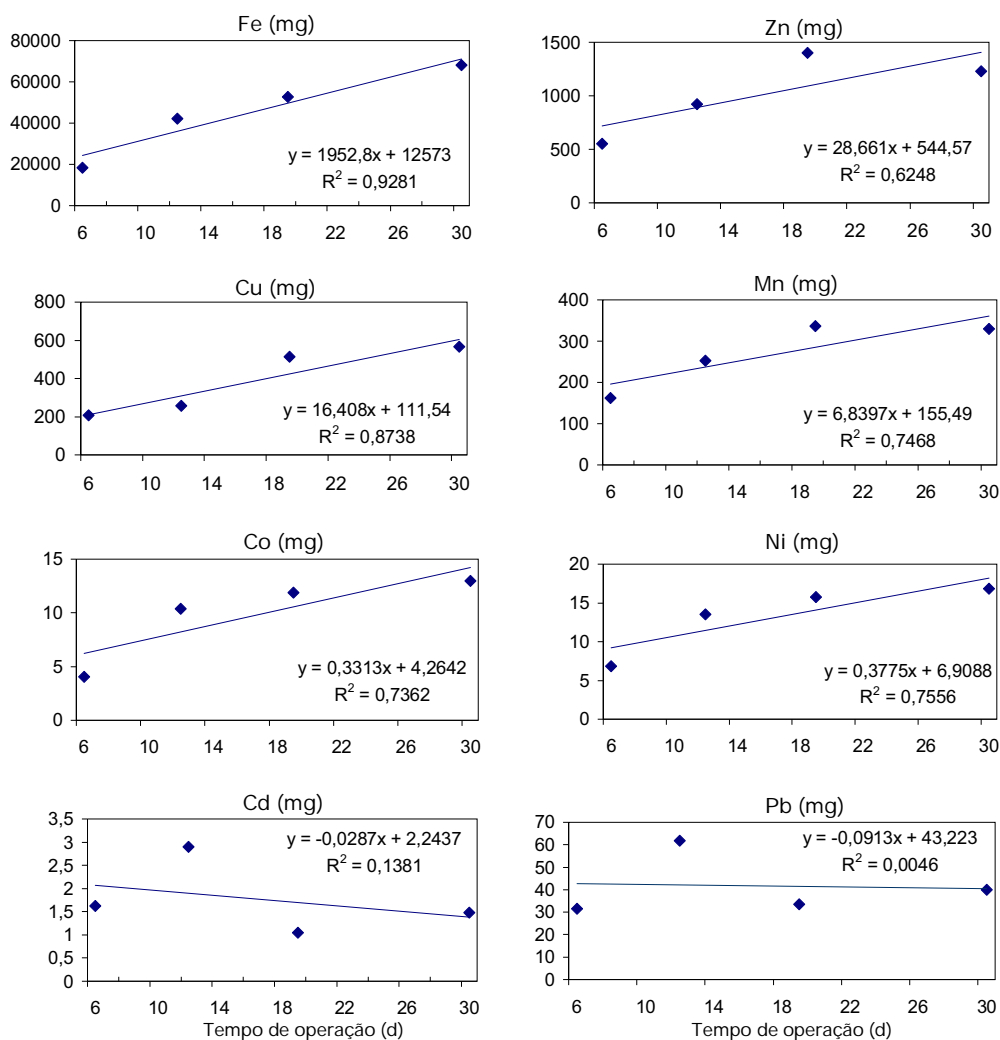 Fe (mg)
80000
60000
40000
20000
0
y = 1952,8x + 12573
R² = 0,9281
6 10 14 18 22 26 30
Zn (mg)
1500
1000
500
0
y = 28,661x + 544,57
R² = 0,6248
6 10 14 18 22 26 30
Cu (mg)
800
600
400
200
0
y = 16,408x + 111,54
R² = 0,8738
6 10 14 18 22 26 30
Mn (mg)
400
300
200
100
0
y = 6,8397x + 155,49
R² = 0,7468
6 10 14 18 22 26 30
Co (mg)
15
10
5
0
y = 0,3313x + 4,2642
R² = 0,7362
6 10 14 18 22 26 30
Ni (mg)
20
15
10
5
0
y = 0,3775x + 6,9088
R² = 0,7556
6 10 14 18 22 26 30
Cd (mg)
3,5
3
2,5
2
1,5
1
0,5
0
y = -0,0287x + 2,2437
R² = 0,1381
6 10 14 18 22 26 30
Tempo de operação (d)
Pb (mg)
70
60
50
40
30
20
10
0
y = -0,0913x + 43,223
R² = 0,0046
6 10 14 18 22 26 30
Tempo de operação (d)